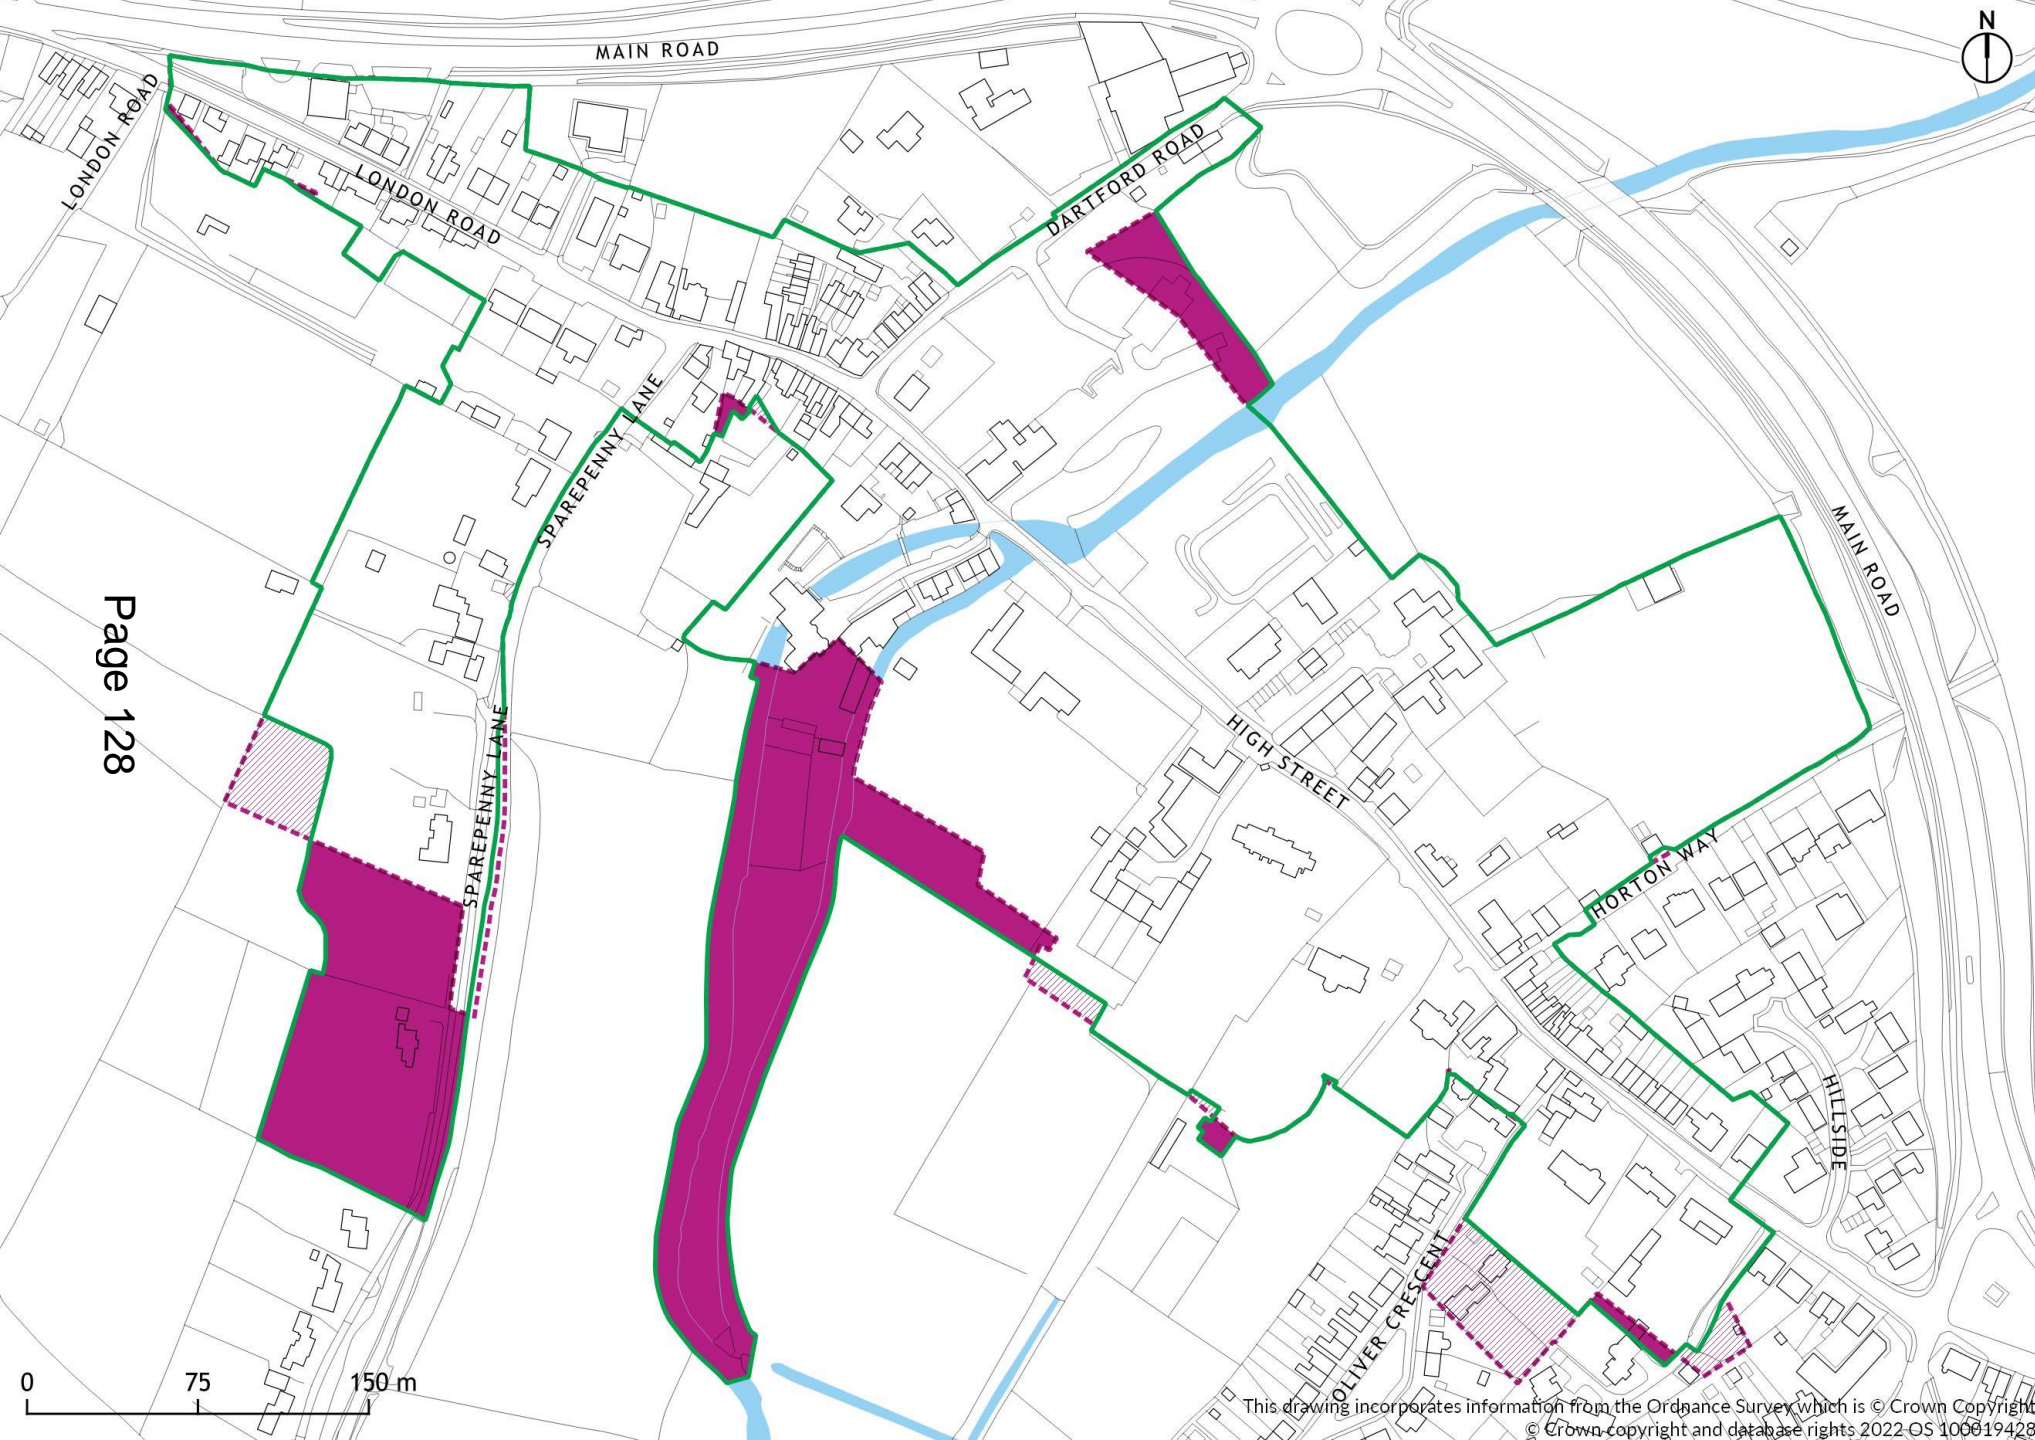 MAIN ROAD
N
LONDON ROAD
LONDON ROAD
DARTFORD ROAD
SPAREPENNY LANE
MAIN ROAD
Page 128
SPAREPENNY LANE
HIGH STREET
HORTON WAY
HILLSIDE
OLIVER CRESCENT
0 75 150 m
This drawing incorporates information from the Ordnance Survey which is © Crown Copyright
© Crown copyright and database rights 2022 OS 100019428